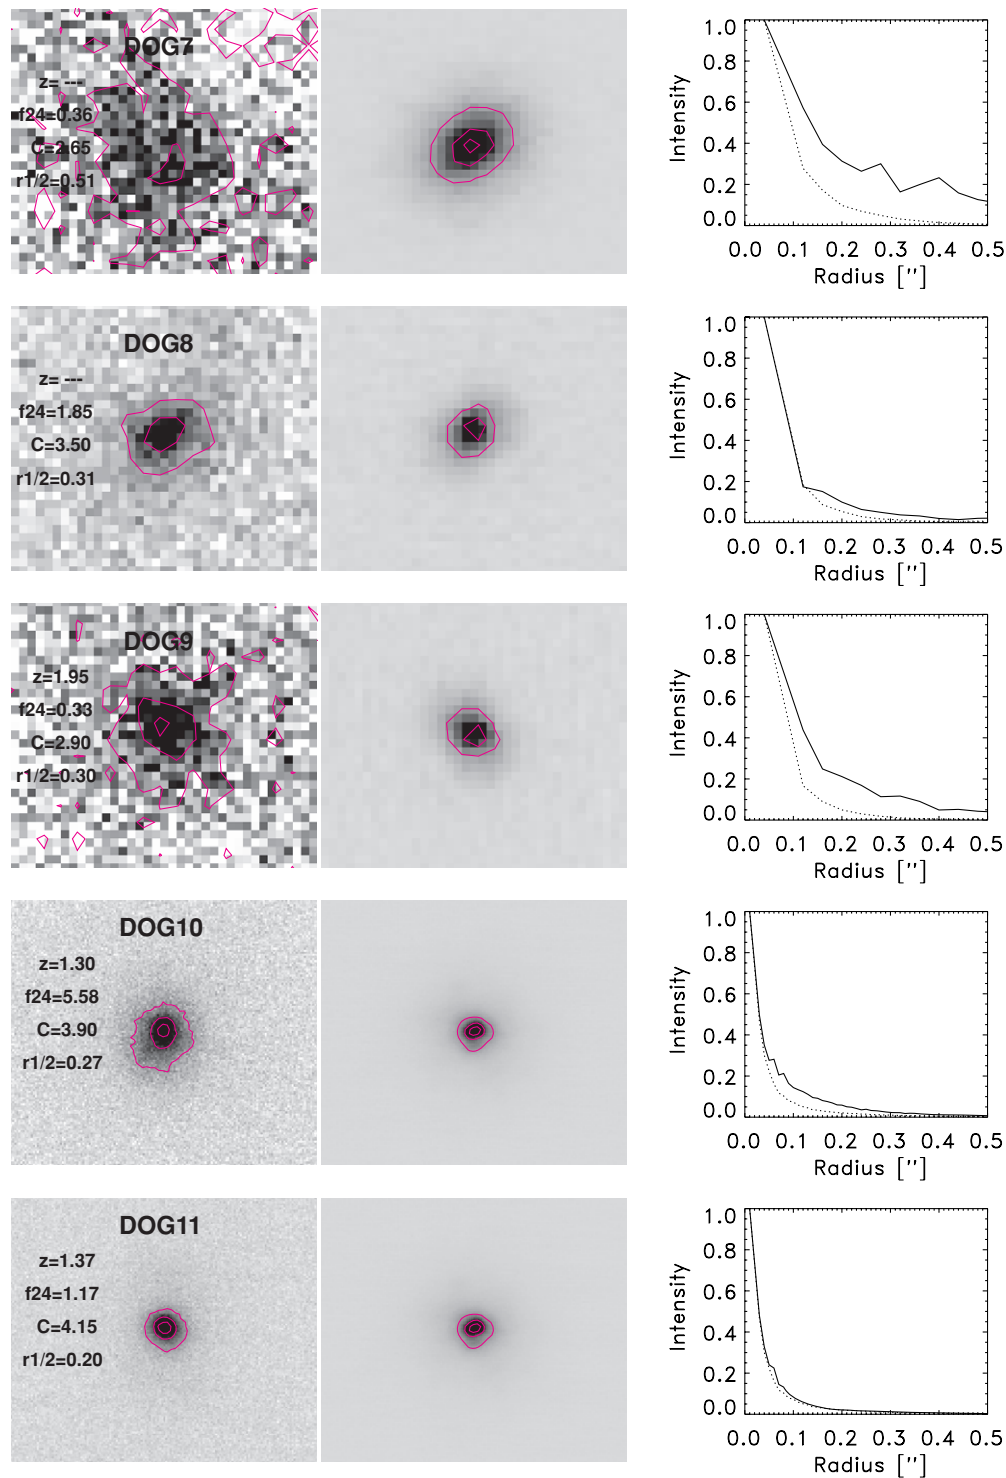 DOG7
z= ---
f24=0.36
C=2.65
r1/2=0.51
Intensity
1.0
0.8
0.6
0.4
0.2
0.0
0.0 0.1 0.2 0.3 0.4 0.5
Radius ["]
DOG8
z= ---
f24=1.85
C=3.50
r1/2=0.31
Intensity
1.0
0.8
0.6
0.4
0.2
0.0
0.0 0.1 0.2 0.3 0.4 0.5
Radius ["]
DOG9
z=1.95
f24=0.33
C=2.90
r1/2=0.30
Intensity
1.0
0.8
0.6
0.4
0.2
0.0
0.0 0.1 0.2 0.3 0.4 0.5
Radius ["]
DOG10
z=1.30
f24=5.58
C=3.90
r1/2=0.27
Intensity
1.0
0.8
0.6
0.4
0.2
0.0
0.0 0.1 0.2 0.3 0.4 0.5
Radius ["]
DOG11
z=1.37
f24=1.17
C=4.15
r1/2=0.20
Intensity
1.0
0.8
0.6
0.4
0.2
0.0
0.0 0.1 0.2 0.3 0.4 0.5
Radius ["]